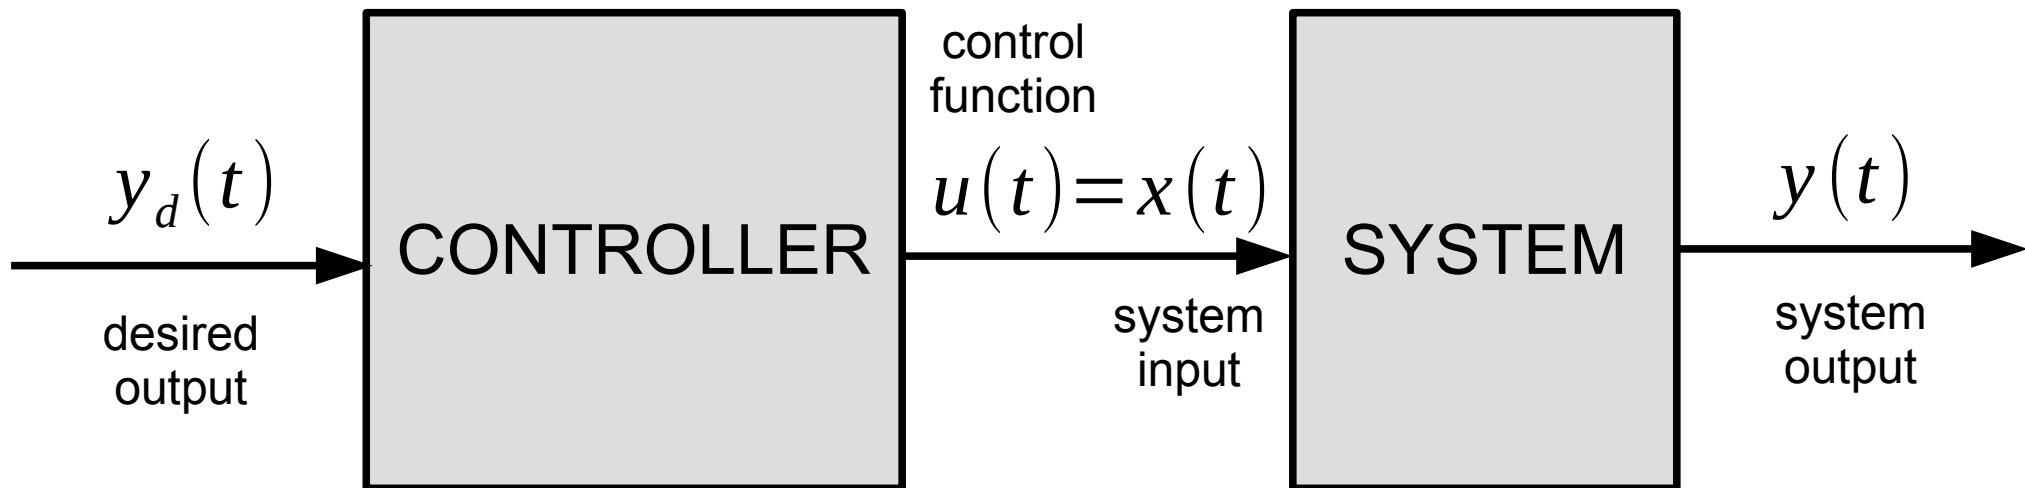 y_d(t)
desired
output
CONTROLLER
control
function
u(t)=x(t)
system
input
SYSTEM
y(t)
system
output